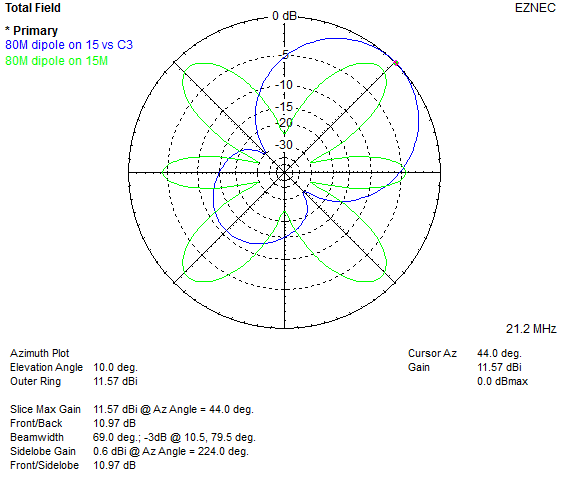 Total Field
EZNEC
* Primary
80M dipole on 15 vs C3
80M dipole on 15M
0 dB
-5
-10
-15
-20
-30
21.2 MHz
Azimuth Plot
Elevation Angle 10.0 deg.
Outer Ring 11.57 dBi
Cursor Az 44.0 deg.
Gain 11.57 dBi
0.0 dBmax
Slice Max Gain 11.57 dBi @ Az Angle = 44.0 deg.
Front/Back 10.97 dB
Beamwidth 69.0 deg.; -3dB @ 10.5, 79.5 deg.
Sidelobe Gain 0.6 dBi @ Az Angle = 224.0 deg.
Front/Sidelobe 10.97 dB